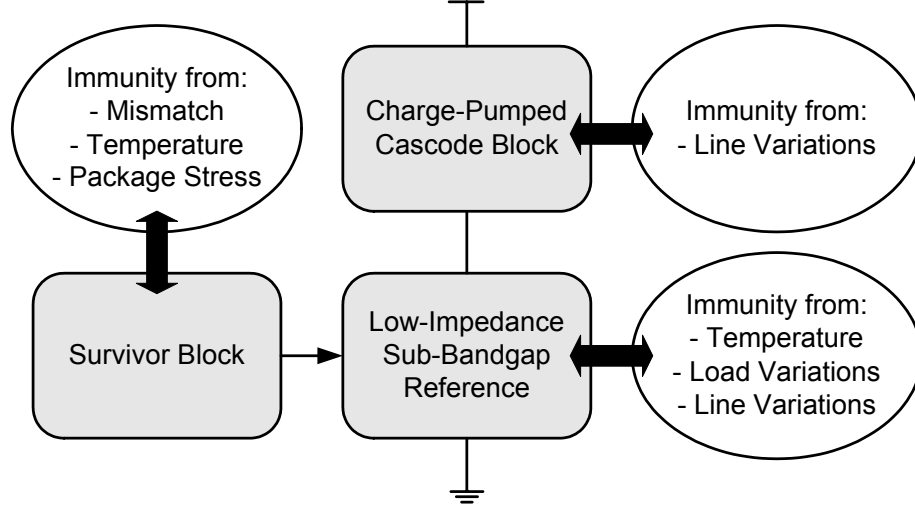 Immunity from:
- Mismatch
- Temperature
- Package Stress
Charge-Pumped
Cascode Block
Immunity from:
- Line Variations
Survivor Block
Low-Impedance
Sub-Bandgap
Reference
Immunity from:
- Temperature
- Load Variations
- Line Variations